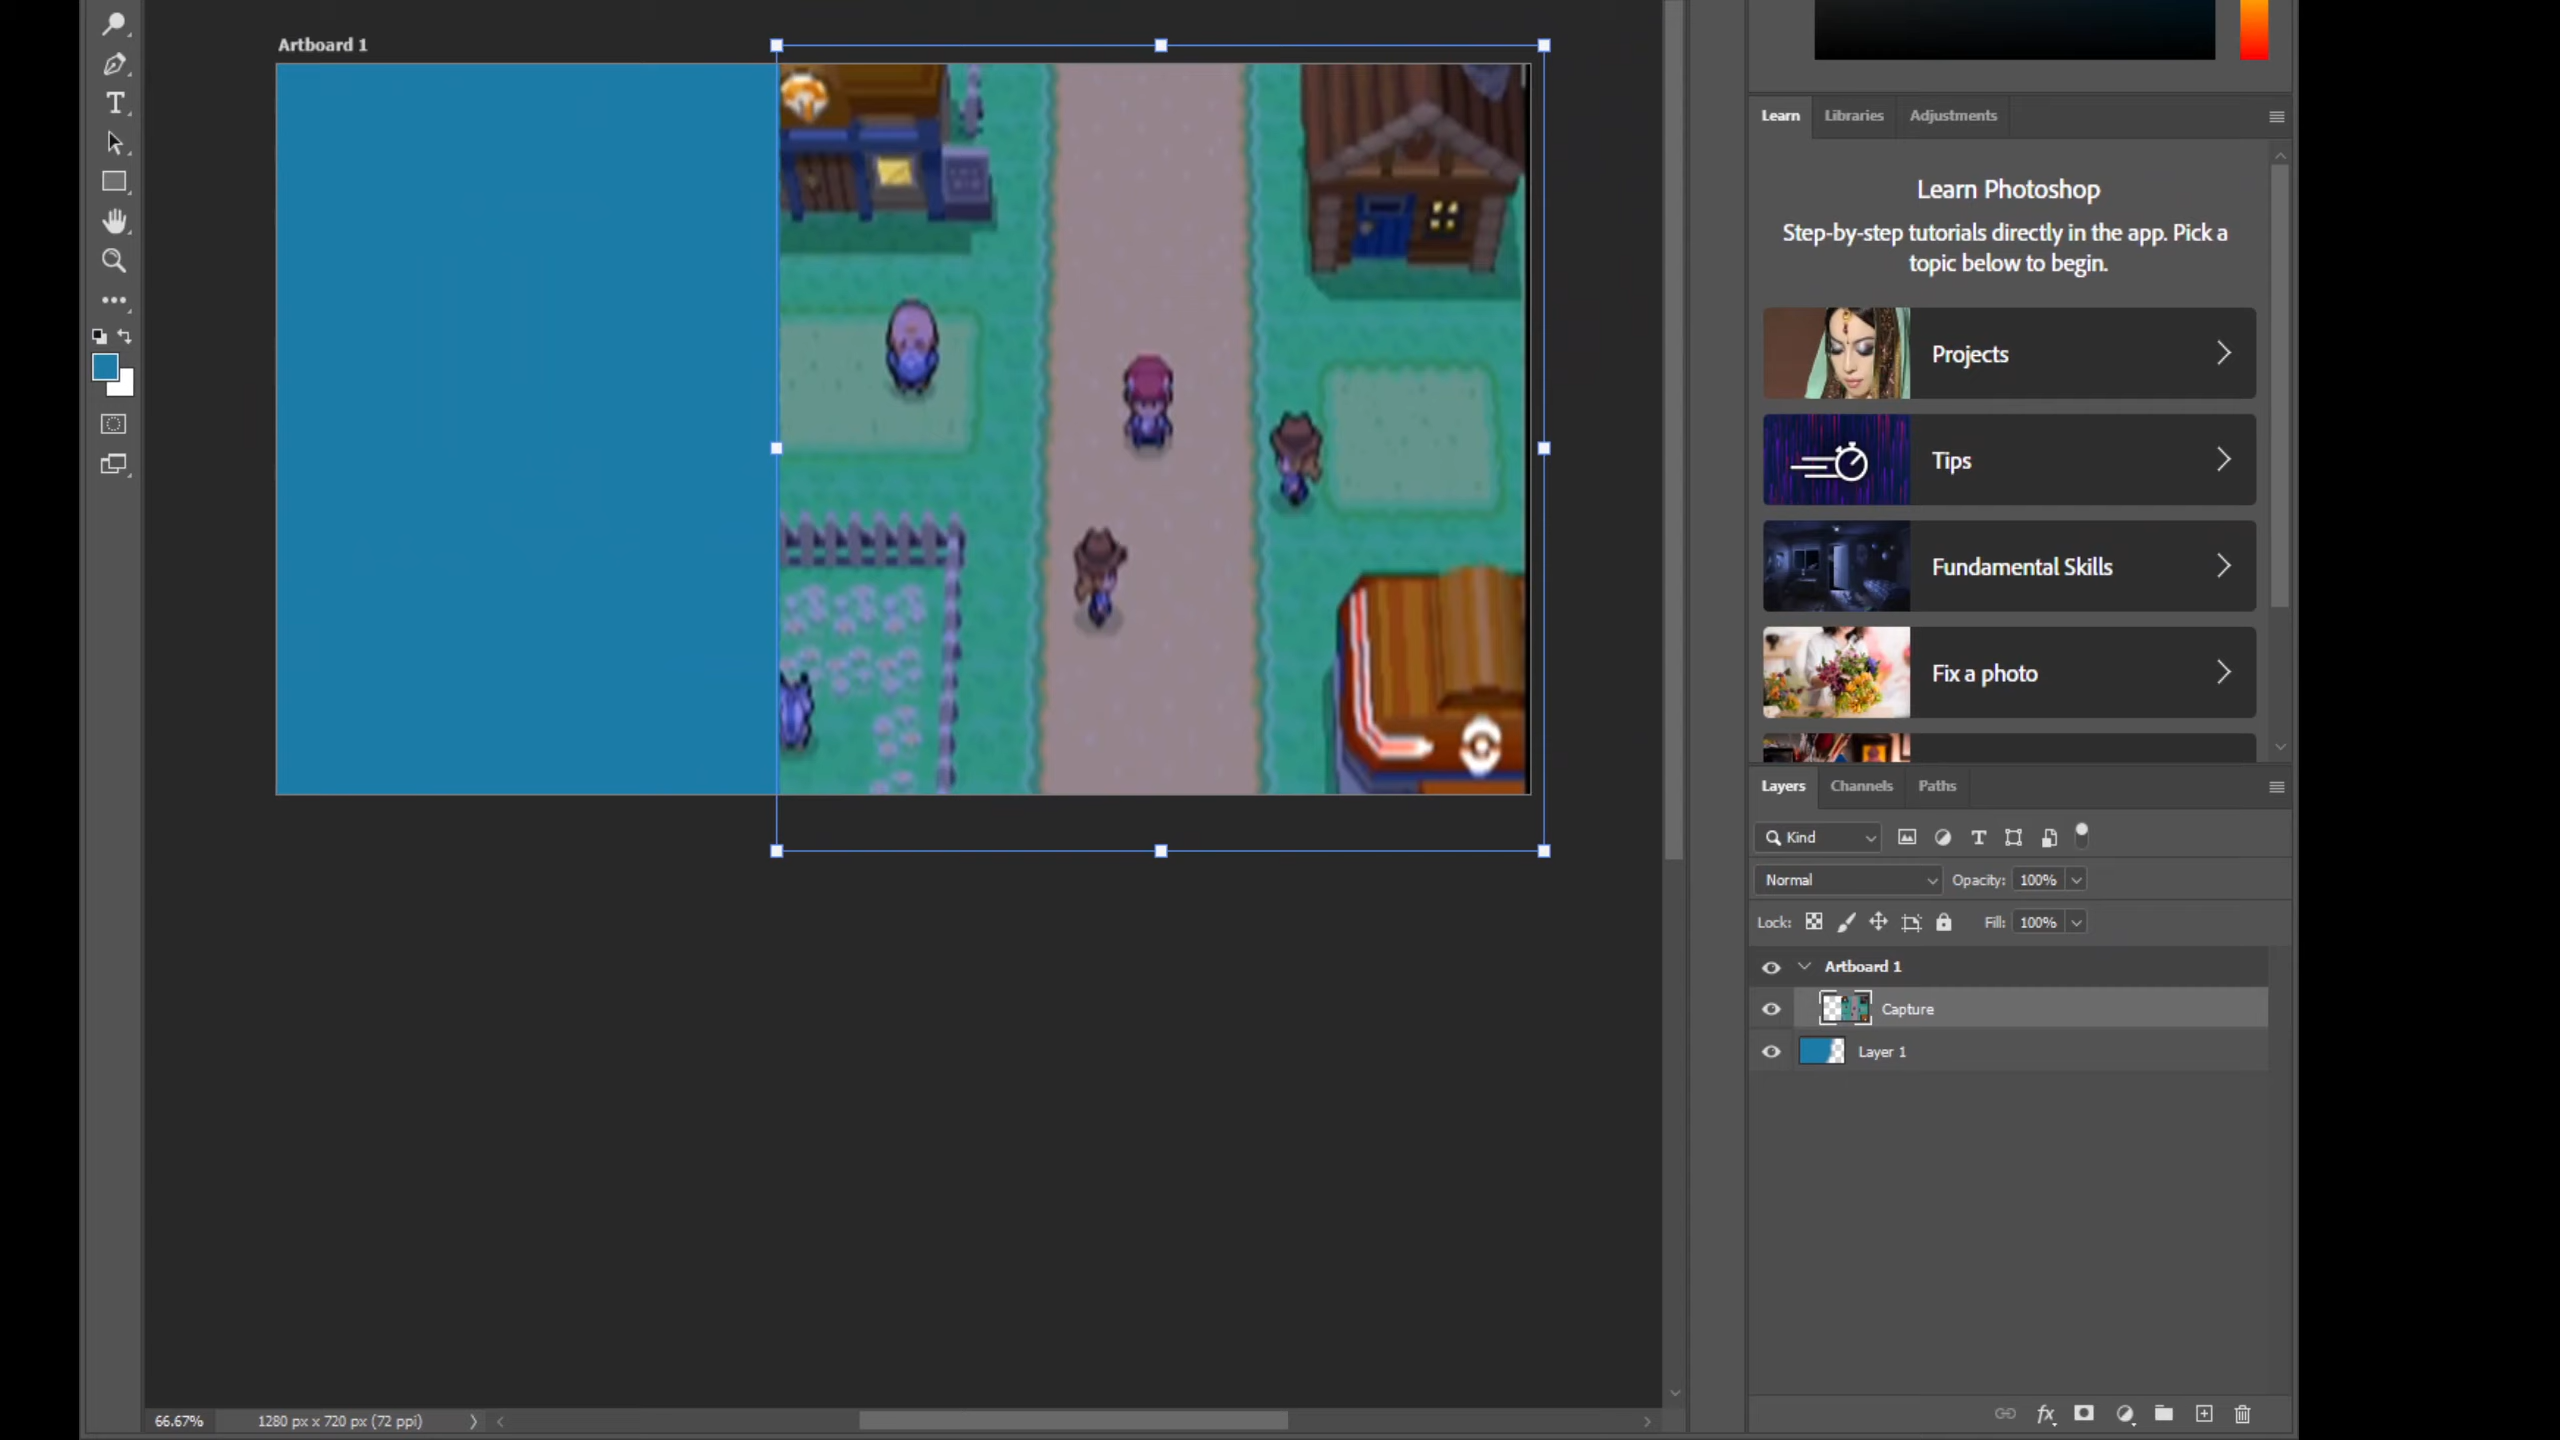 Artboard 1
Learn Libraries Adjustments
Learn Photoshop
Step-by-step tutorials directly in the app. Pick a
topic below to begin.
Projects
Tips
Fundamental Skills
Fix a photo
Layers Channels Paths
Kind
Normal Opacity: 100%
Lock: Fill: 100%
Artboard 1
Capture
Layer 1
66.67% 1280 px x 720 px (72 ppi)